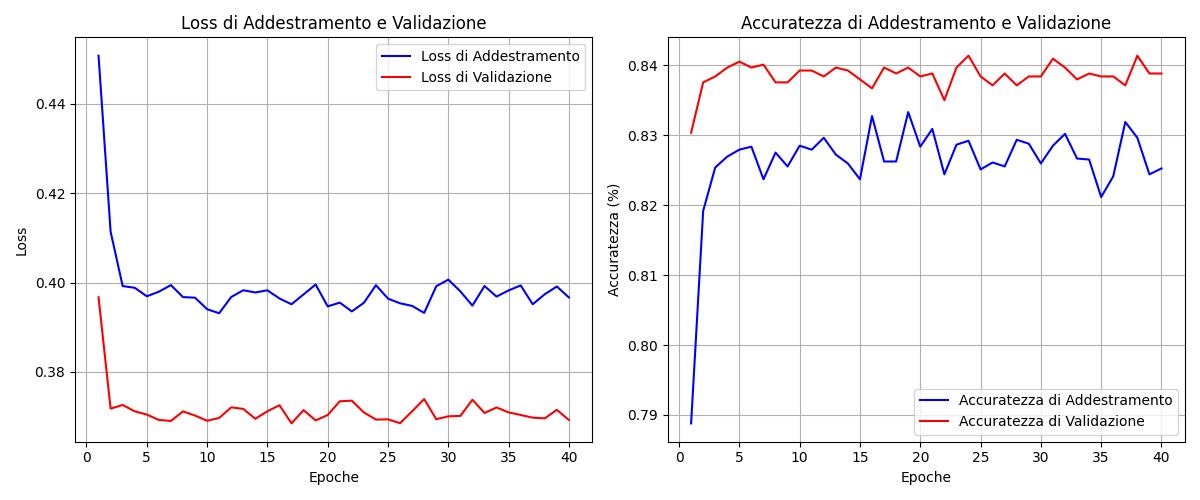 Loss di Addestramento e Validazione
Loss di Addestramento
Loss di Validazione
0.44
0.42
0.40
0.38
Loss
0 5 10 15 20 25 30 35 40
Epoche
Accuratezza di Addestramento e Validazione
0.84
0.83
0.82
0.81
0.80
0.79
Accuratezza (%)
Accuratezza di Addestramento
Accuratezza di Validazione
0 5 10 15 20 25 30 35 40
Epoche